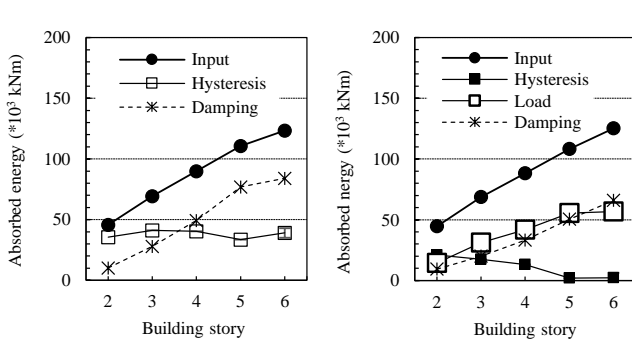 200
150
100
50
0
Absorbed energy (*10³ kNm)
Input
Hysteresis
Damping
2 3 4 5 6
Building story
200
150
100
50
0
Absorbed nergy (*10³ kNm)
Input
Hysteresis
Load
Damping
2 3 4 5 6
Building story